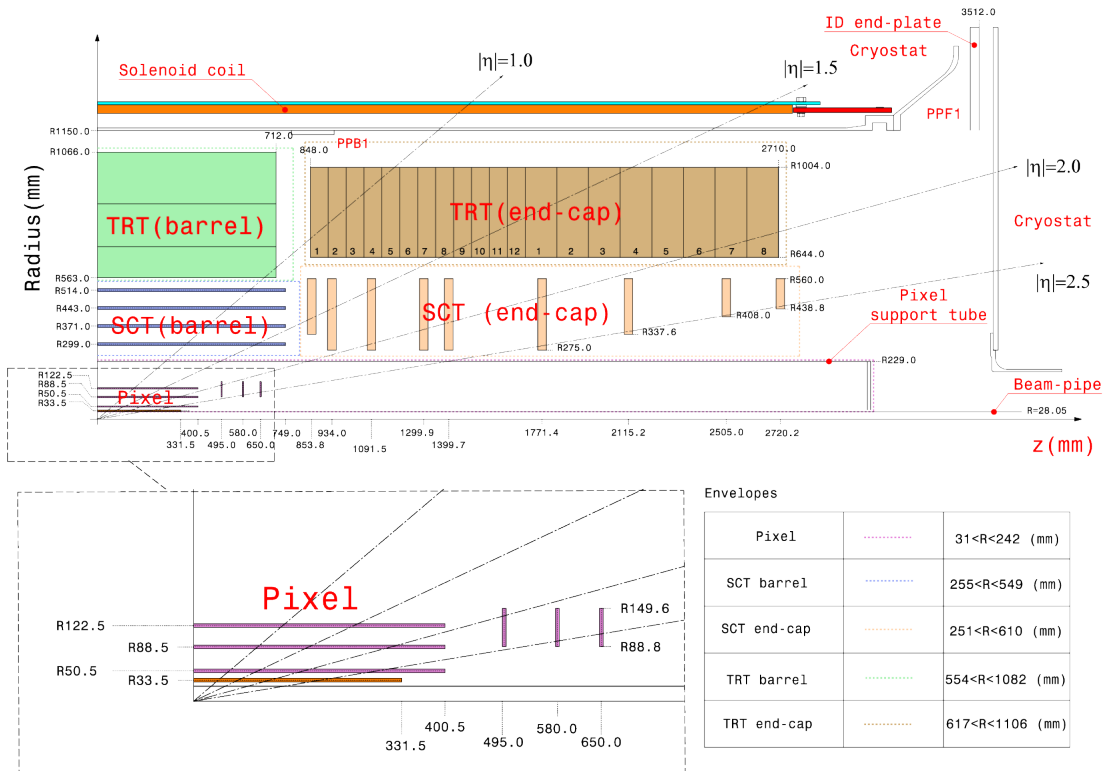 ID end-plate
3512.0
Cryostat
|η|=1.0
|η|=1.5
Solenoid coil
PPF1
R1150.0
712.0
PPB1
R1066.0
848.0
2710.0
R1004.0
|η|=2.0
TRT(barrel)
TRT(end-cap)
Cryostat
1 2 3 4 5 6 7 8 9 10 11 12 1 2 3 4 5 6 7 8
R644.0
Radius(mm)
R563.0
R560.0
|η|=2.5
R514.0
R443.0
SCT(barrel)
SCT (end-cap)
R438.8
R408.0
Pixel
support tube
R371.0
R337.6
R299.0
R275.0
R229.0
R122.5
R88.5
R50.5
R33.5
Pixel
Beam-pipe
R=28.05
400.5 580.0 749.0 934.0 1299.9 1771.4 2115.2 2505.0 2720.2
331.5 495.0 650.0 853.8 1091.5 1399.7
z(mm)
Envelopes
Pixel 31<R<242 (mm)
SCT barrel 255<R<549 (mm)
SCT end-cap 251<R<610 (mm)
TRT barrel 554<R<1082 (mm)
TRT end-cap 617<R<1106 (mm)
Pixel
R149.6
R122.5
R88.5
R88.8
R50.5
R33.5
400.5 580.0
331.5 495.0 650.0